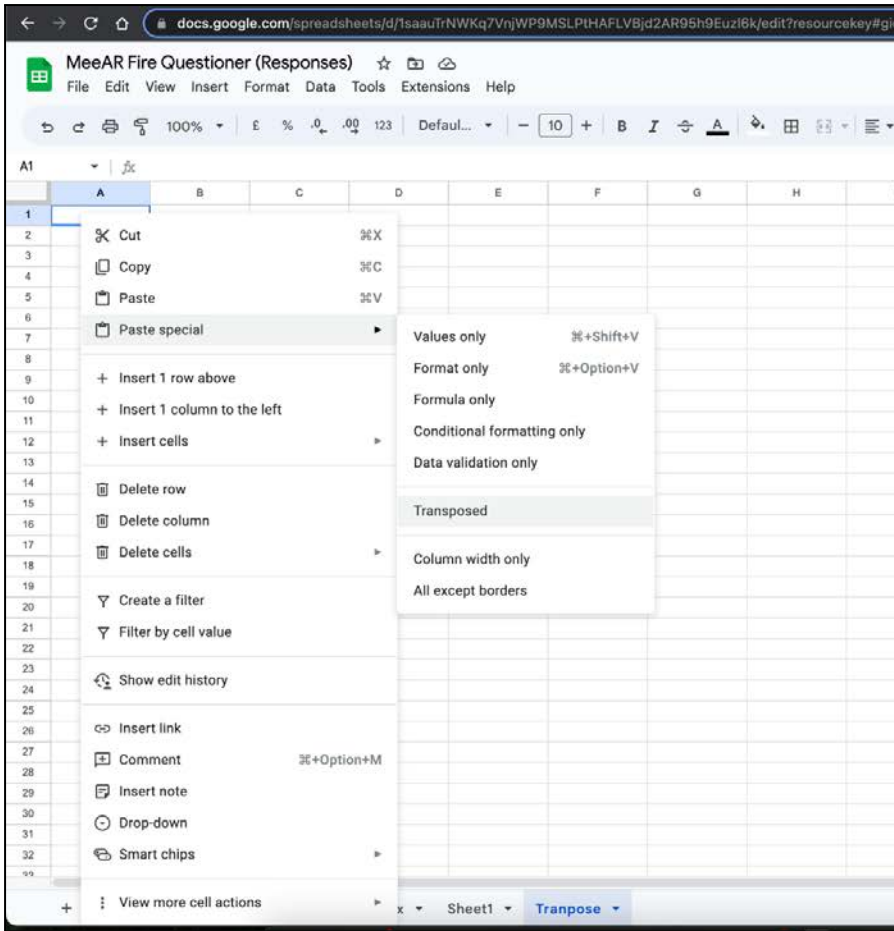 docs.google.com/spreadsheets/d/1saauTrNWKq7VnjWP9MSLPtHAFLVBjd2AR95h9Euzl6k/edit?resourcekey#gi
MeeAR Fire Questioner (Responses)
File Edit View Insert Format Data Tools Extensions Help
100% £ % .0 .00 123 Defaul... − 10 + B I A
A1 fx
A B C D E F G H
1
2
3
4
5
6
7
8
9
10
11
12
13
14
15
16
17
18
19
20
21
22
23
24
25
26
27
28
29
30
31
32
33
Cut ⌘X
Copy ⌘C
Paste ⌘V
Paste special
Insert 1 row above
Insert 1 column to the left
Insert cells
Delete row
Delete column
Delete cells
Create a filter
Filter by cell value
Show edit history
Insert link
Comment ⌘+Option+M
Insert note
Drop-down
Smart chips
View more cell actions
Values only ⌘+Shift+V
Format only ⌘+Option+V
Formula only
Conditional formatting only
Data validation only
Transposed
Column width only
All except borders
+ x Sheet1 Tranpose